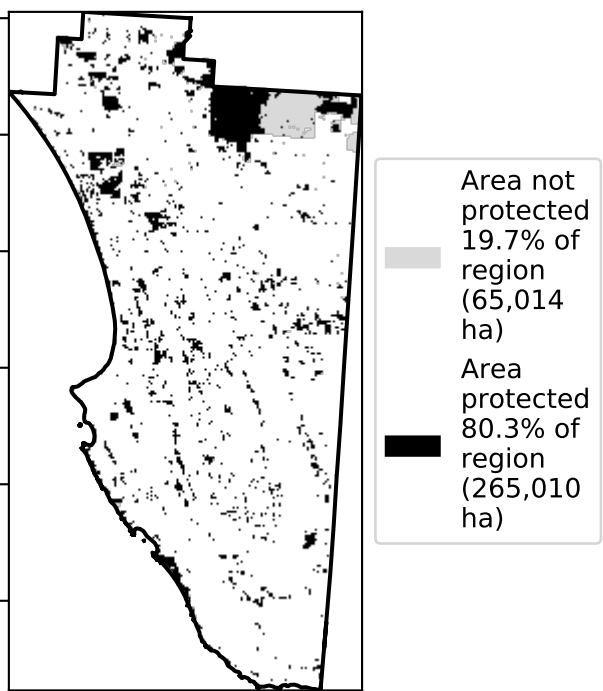 Area not
protected
19.7% of
region
(65,014
ha)
Area
protected
80.3% of
region
(265,010
ha)